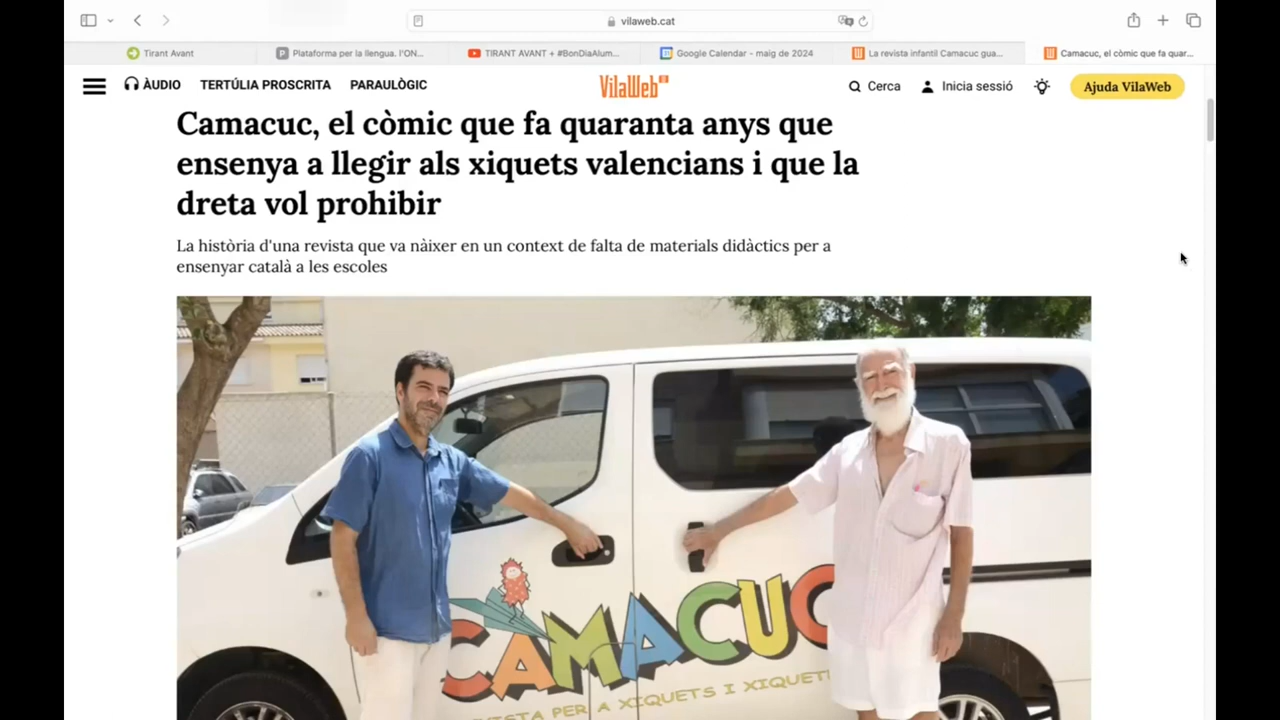 vilaweb.cat
Tirant Avant
Plataforma per la llengua. l'ON...
TIRANT AVANT + #BonDiaAlum...
Google Calendar - maig de 2024
La revista infantil Camacuc gua...
Camacuc, el còmic que fa quar...
ÀUDIO
TERTÚLIA PROSCRITA
PARAULÒGIC
VilaWeb
Cerca
Inicia sessió
Ajuda VilaWeb
Camacuc, el còmic que fa quaranta anys que
ensenya a llegir als xiquets valencians i que la
dreta vol prohibir
La història d'una revista que va nàixer en un context de falta de materials didàctics per a
ensenyar català a les escoles
CAMACUC
VISTA PER A XIQUETS I XIQUET